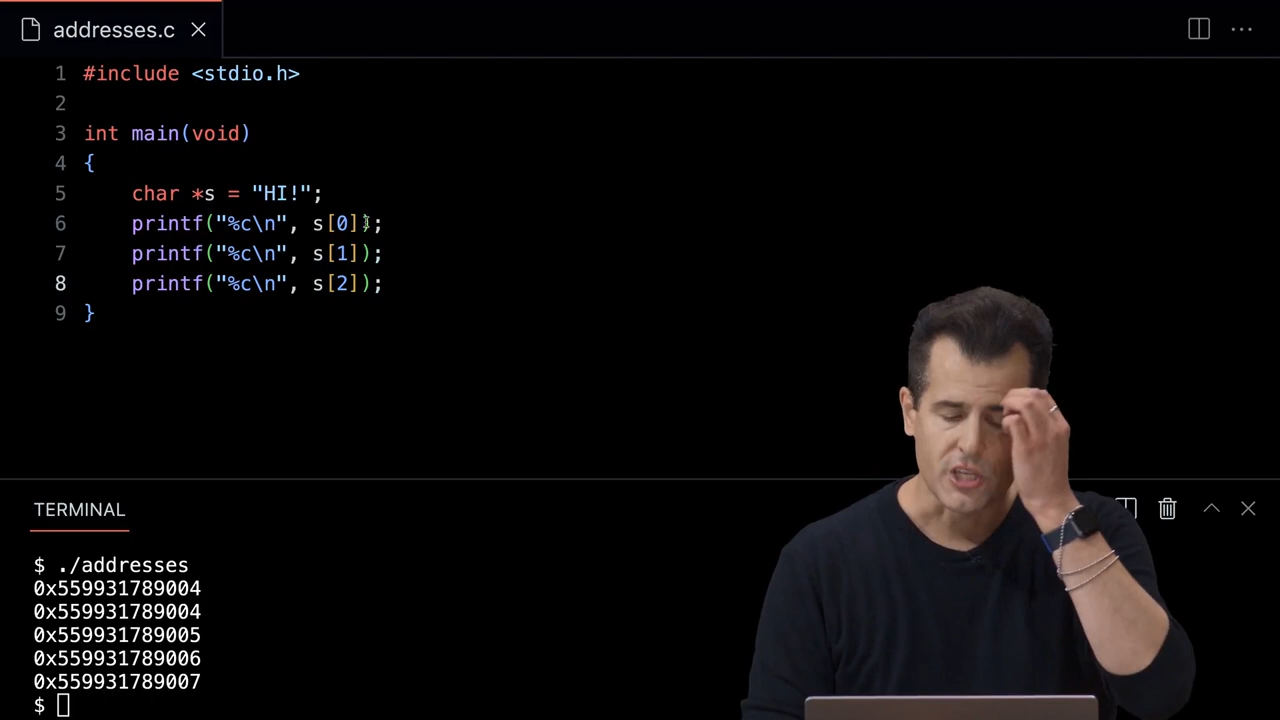 addresses.c
1 #include <stdio.h>
2
3 int main(void)
4 {
5 char *s = "HI!";
6 printf("%c\n", s[0]);
7 printf("%c\n", s[1]);
8 printf("%c\n", s[2]);
9 }
TERMINAL
$ ./addresses
0x559931789004
0x559931789004
0x559931789005
0x559931789006
0x559931789007
$